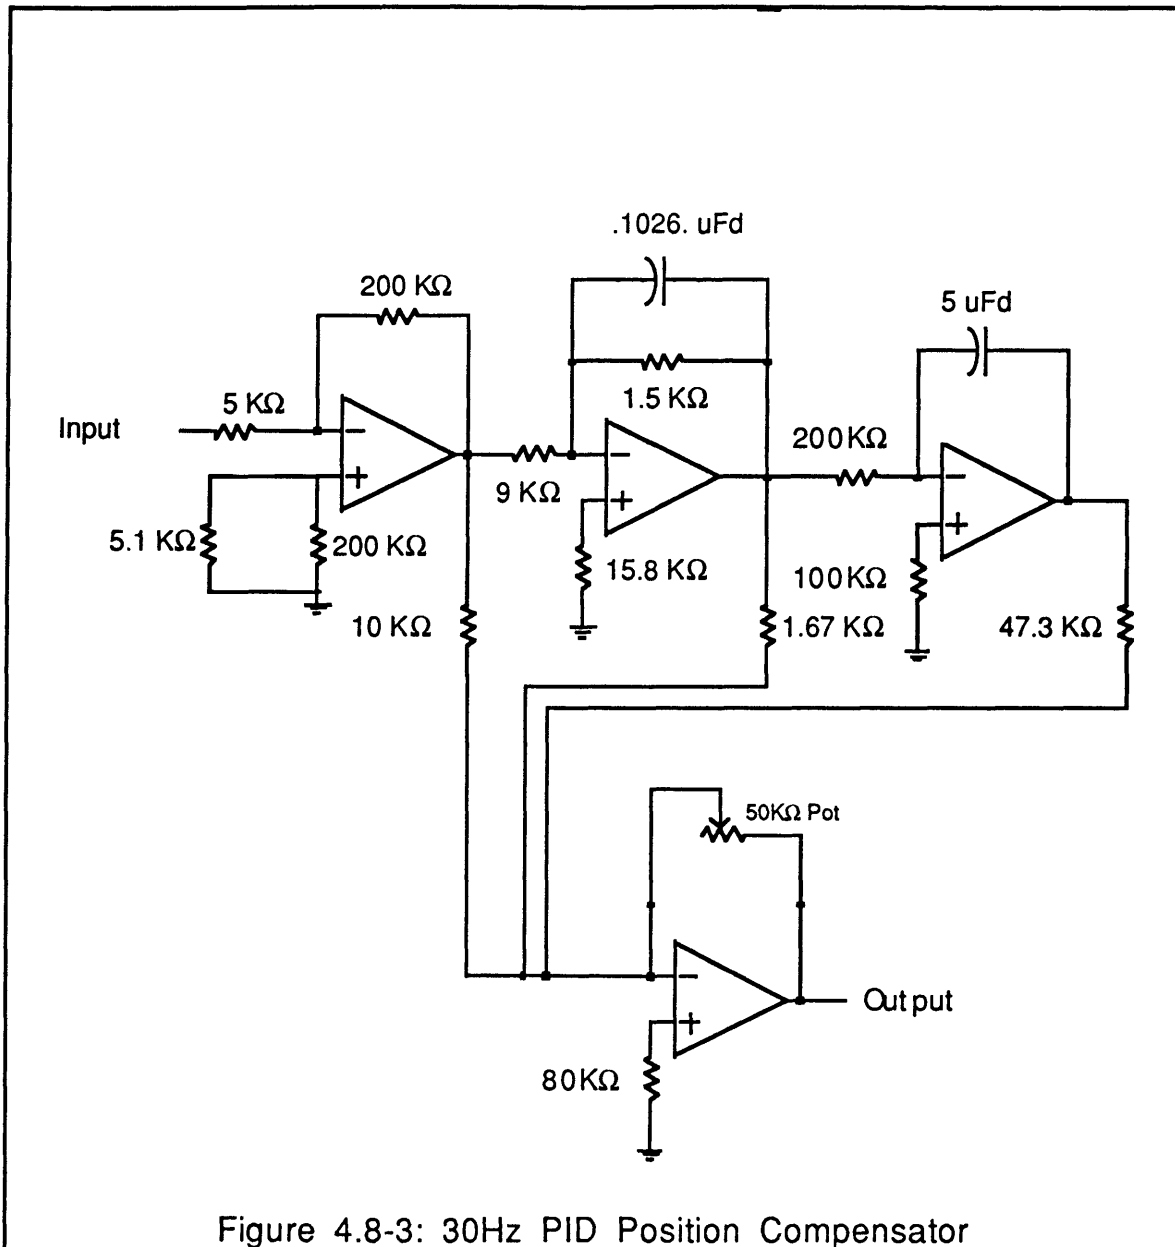 .1026. uFd
200 KΩ
5 uFd
5 KΩ
1.5 KΩ
Input
−
−
200KΩ
−
+
9 KΩ
+
+
5.1 KΩ
200 KΩ
15.8 KΩ
100KΩ
10 KΩ
1.67 KΩ
47.3 KΩ
50KΩ Pot
−
Output
+
80KΩ
Figure 4.8-3: 30Hz PID Position Compensator